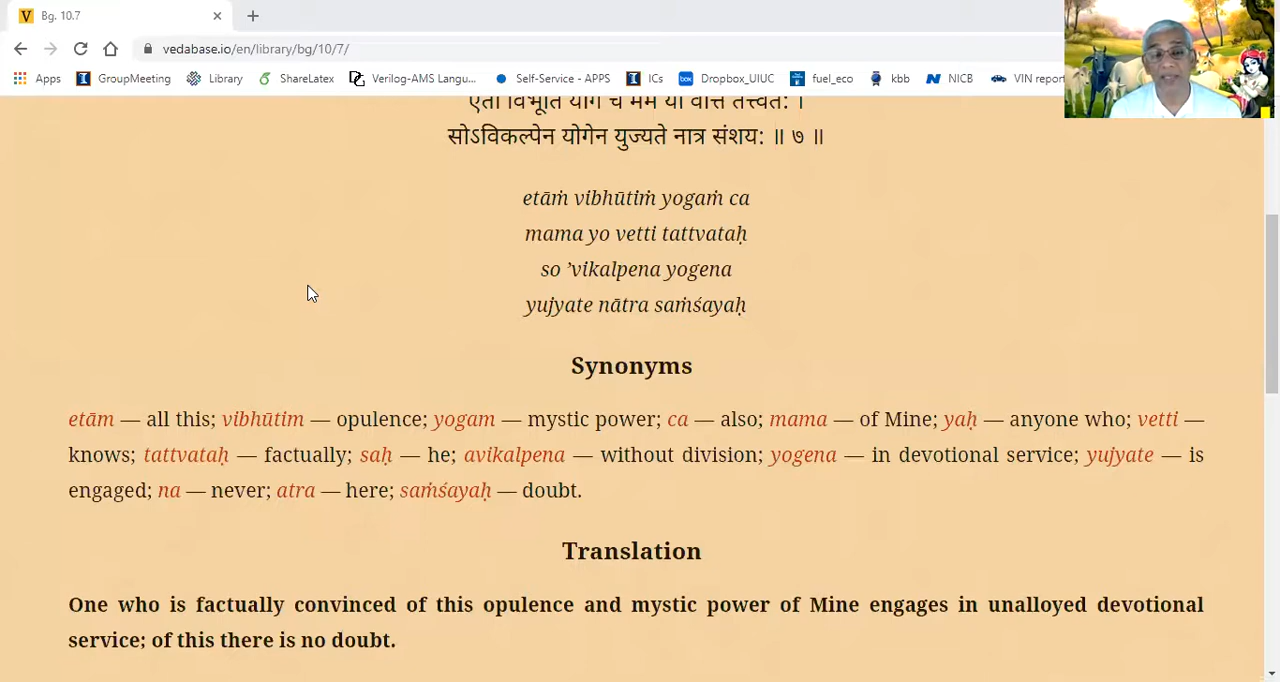 Bg. 10.7
vedabase.io/en/library/bg/10/7/
Apps GroupMeeting Library ShareLatex Verilog-AMS Langu... Self-Service - APPS ICs Dropbox_UIUC fuel_eco kbb NICB VIN report
एतां विभूतिं योगं च मम यो वेत्ति तत्त्वत: ।
सोऽविकल्पेन योगेन युज्यते नात्र संशय: ॥ ७ ॥
etāṁ vibhūtiṁ yogaṁ ca
mama yo vetti tattvataḥ
so ’vikalpena yogena
yujyate nātra saṁśayaḥ
Synonyms
etām — all this; vibhūtim — opulence; yogam — mystic power; ca — also; mama — of Mine; yaḥ — anyone who; vetti —
knows; tattvataḥ — factually; saḥ — he; avikalpena — without division; yogena — in devotional service; yujyate — is
engaged; na — never; atra — here; saṁśayaḥ — doubt.
Translation
One who is factually convinced of this opulence and mystic power of Mine engages in unalloyed devotional
service; of this there is no doubt.